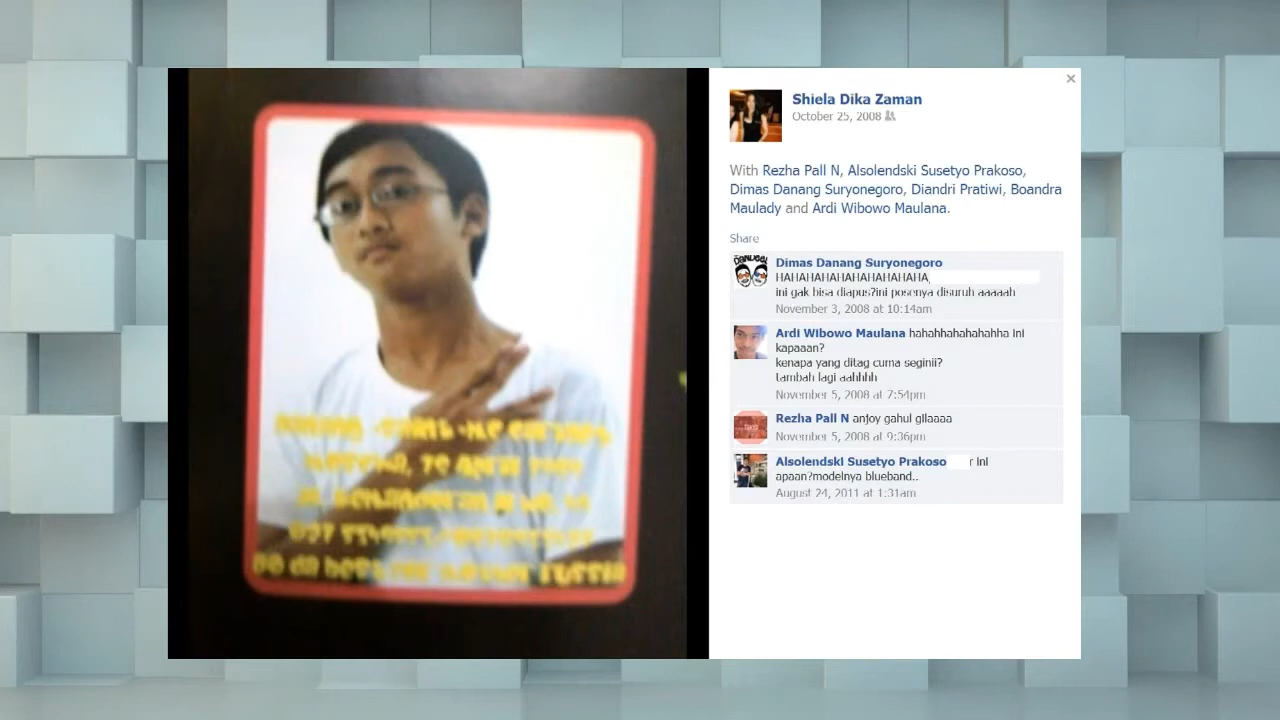 Shiela Dika Zaman
October 25, 2008
With Rezha Pall N, Alsolendski Susetyo Prakoso,
Dimas Danang Suryonegoro, Diandri Pratiwi, Boandra
Maulady and Ardi Wibowo Maulana.
Share
Dimas Danang Suryonegoro
HAHAHAHAHAHAHAHAHAHA,
ini gak bisa diapus?ini posenya disuruh aaaaah
November 3, 2008 at 10:14am
Ardi Wibowo Maulana hahahhahahahahha ini
kapaaan?
kenapa yang ditag cuma seginii?
tambah lagi aahhhh
November 5, 2008 at 7:54pm
Rezha Pall N anjoy gahul gilaaaa
November 5, 2008 at 9:36pm
Alsolendski Susetyo Prakoso r ini
apaan?modelnya blueband..
August 24, 2011 at 1:31am